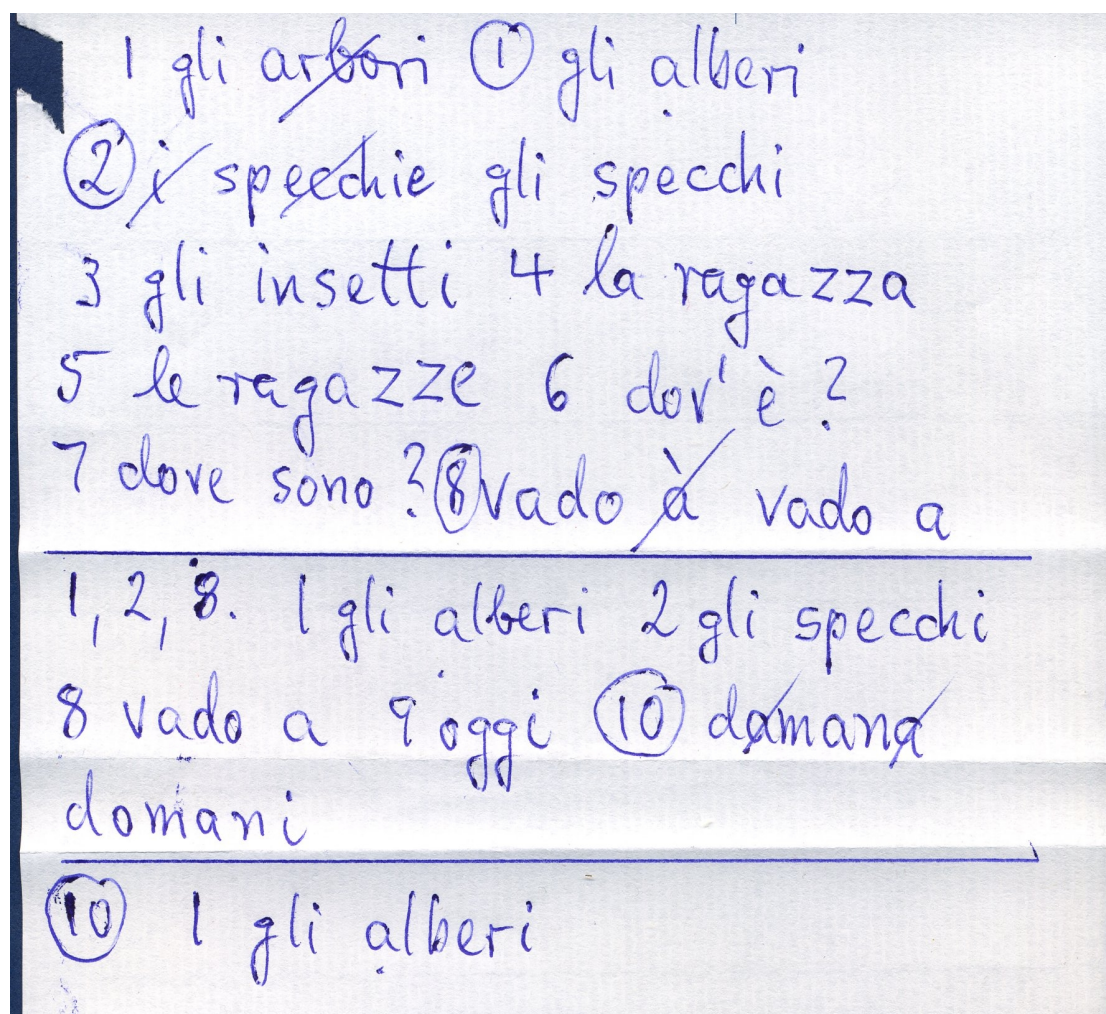 1 gli arbori ① gli alberi
② i specchie gli specchi
3 gli insetti 4 la ragazza
5 le ragazze 6 dov'è ?
7 dove sono ? ⑧ vado à vado a
1, 2, 8. 1 gli alberi 2 gli specchi
8 vado a 9 oggi ⑩ damana
domani
⑩ 1 gli alberi